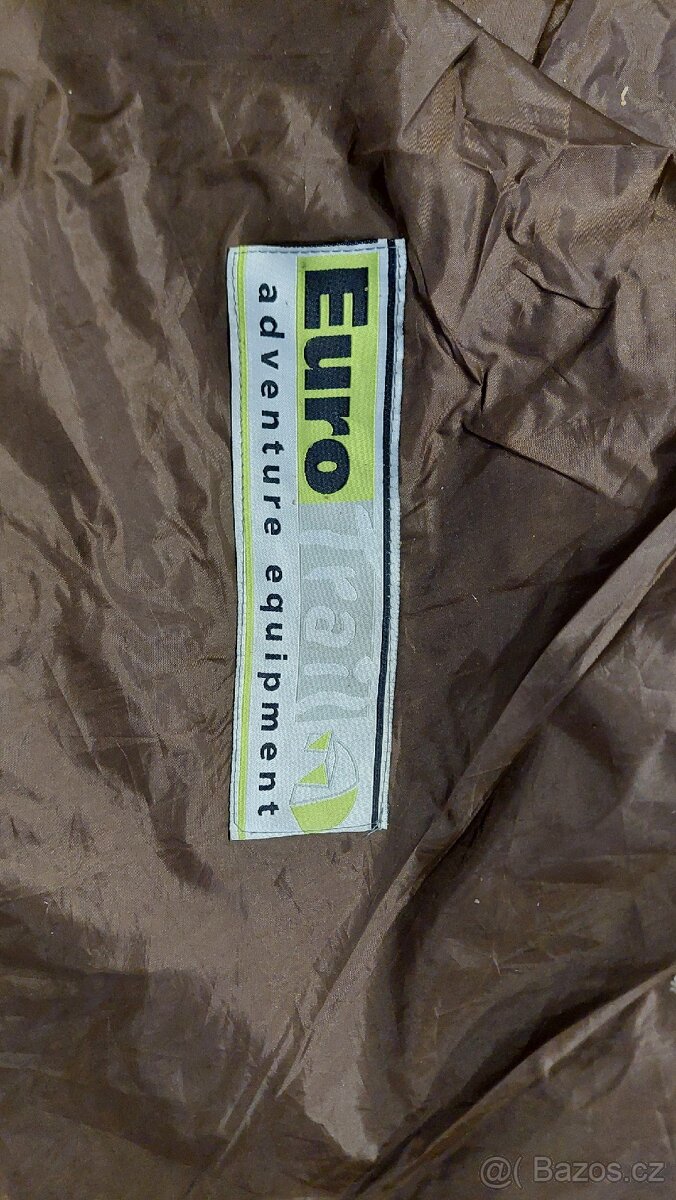 Euro Trail
adventure equipment
@( Bazos.cz